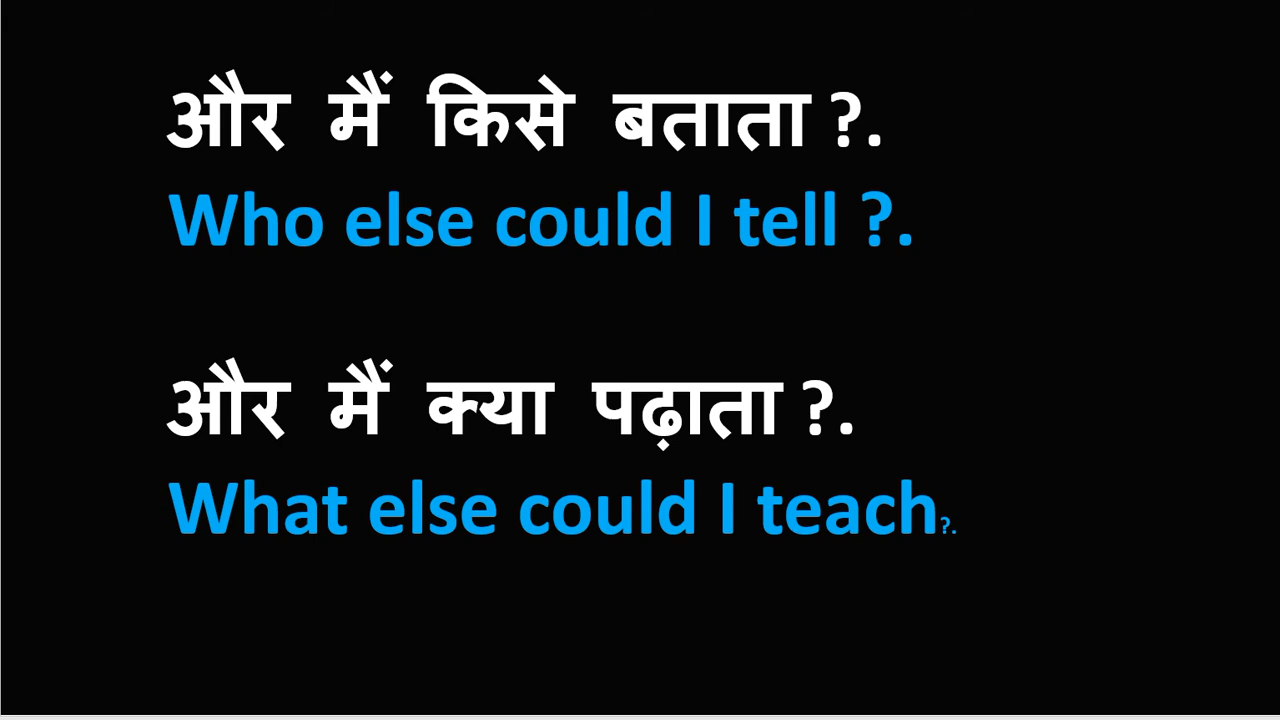 और मैं किसे बताता ?.
Who else could I tell ?.
और मैं क्या पढ़ाता ?.
What else could I teach?.